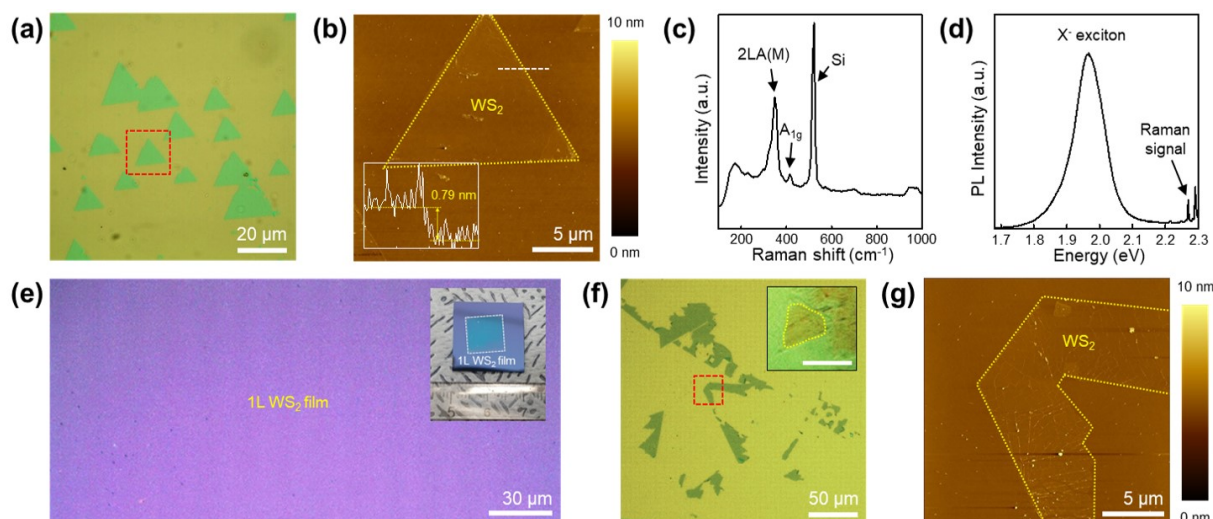 (a)
20 μm
(b)
WS₂
0.79 nm
5 μm
10 nm
0 nm
(c)
Intensity (a.u.)
2LA(M)
A₁g
Si
200 400 600 800 1000
Raman shift (cm⁻¹)
(d)
PL Intensity (a.u.)
X⁻ exciton
Raman
signal
1.7 1.8 1.9 2.0 2.1 2.2 2.3
Energy (eV)
(e)
1L WS₂ film
1L WS₂ film
30 μm
(f)
50 μm
(g)
WS₂
5 μm
10 nm
0 nm